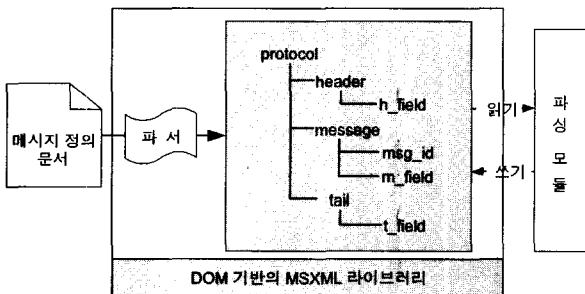 메시지 정의
문서
파 서
protocol
header
h_field
message
msg_id
m_field
tail
t_field
읽기
쓰기
파 싱 모 듈
DOM 기반의 MSXML 라이브러리